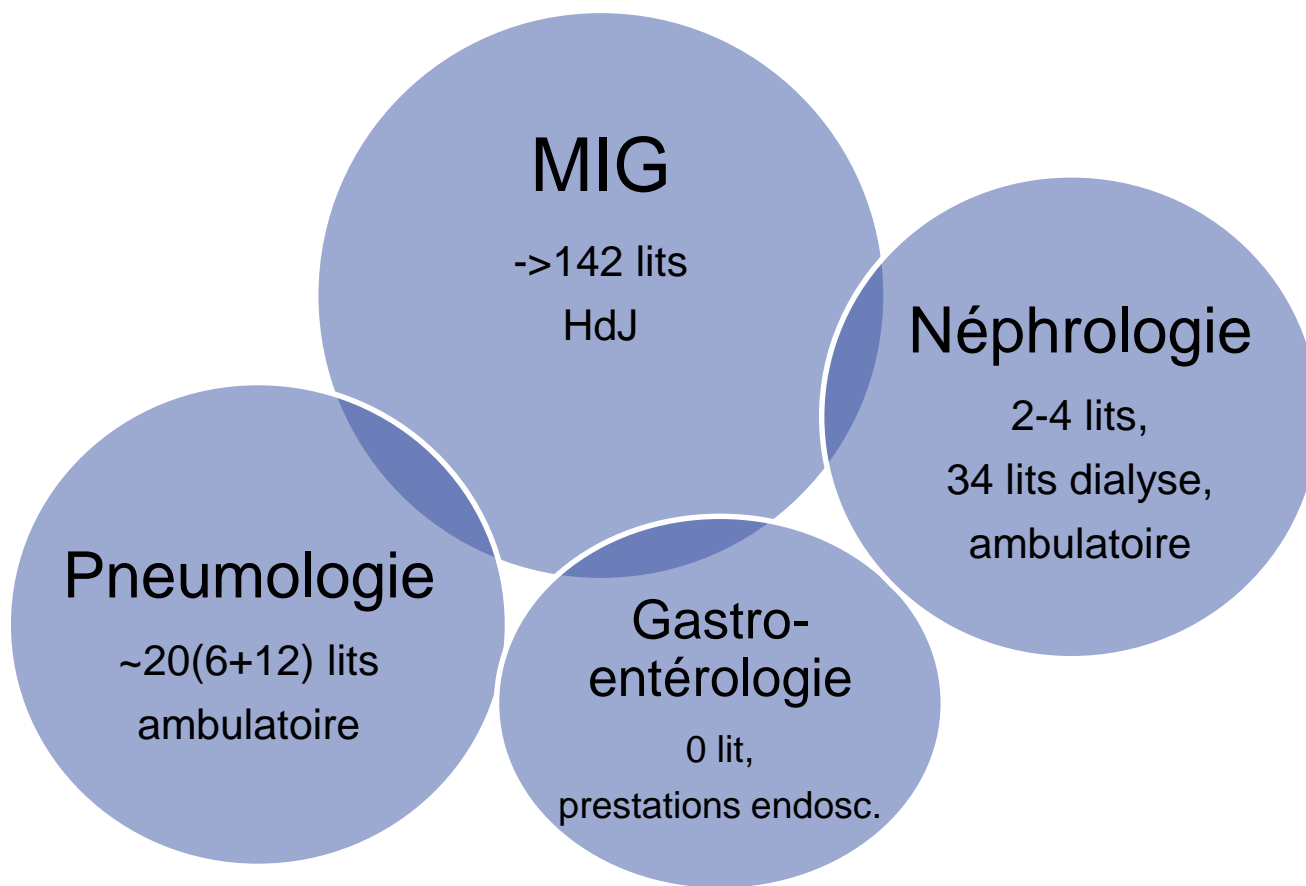 MIG
->142 lits
HdJ
Néphrologie
2-4 lits,
34 lits dialyse,
ambulatoire
Pneumologie
~20(6+12) lits
ambulatoire
Gastro-
entérologie
0 lit,
prestations endosc.